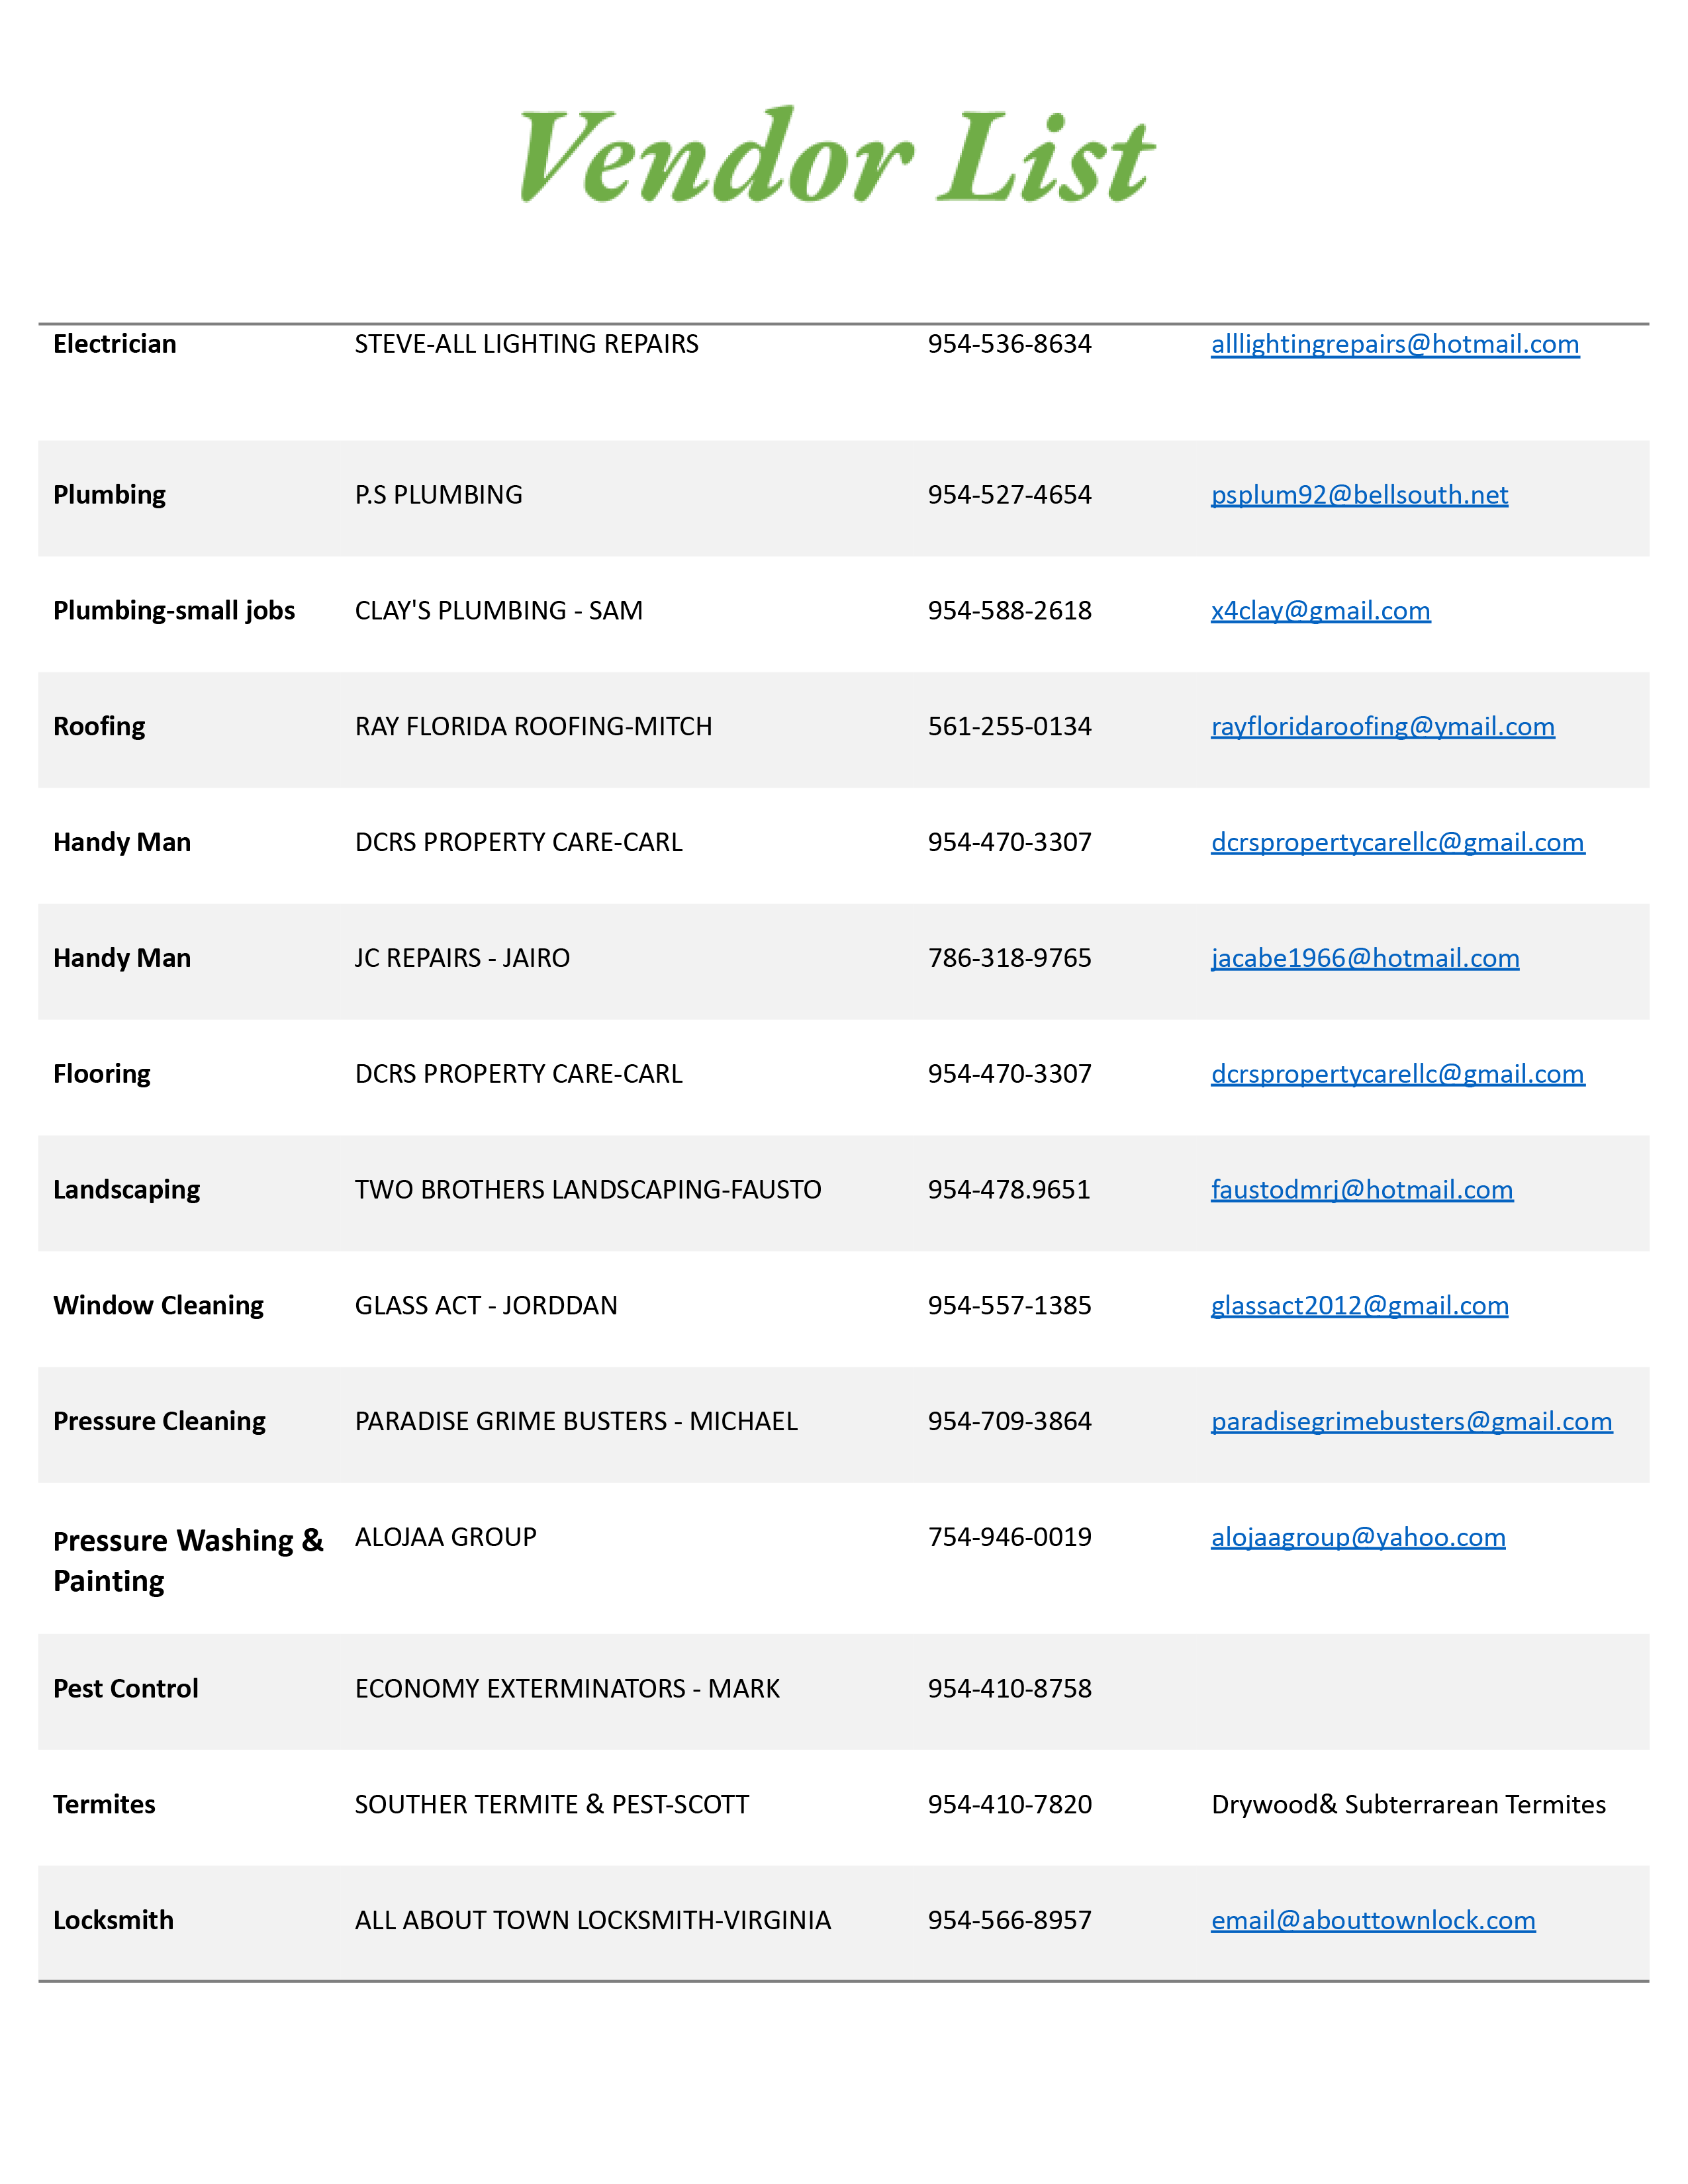 Vendor List
Electrician STEVE-ALL LIGHTING REPAIRS 954-536-8634 alllightingrepairs@hotmail.com
Plumbing P.S PLUMBING 954-527-4654 psplum92@bellsouth.net
Plumbing-small jobs CLAY'S PLUMBING - SAM 954-588-2618 x4clay@gmail.com
Roofing RAY FLORIDA ROOFING-MITCH 561-255-0134 rayfloridaroofing@ymail.com
Handy Man DCRS PROPERTY CARE-CARL 954-470-3307 dcrspropertycarellc@gmail.com
Handy Man JC REPAIRS - JAIRO 786-318-9765 jacabe1966@hotmail.com
Flooring DCRS PROPERTY CARE-CARL 954-470-3307 dcrspropertycarellc@gmail.com
Landscaping TWO BROTHERS LANDSCAPING-FAUSTO 954-478.9651 faustodmrj@hotmail.com
Window Cleaning GLASS ACT - JORDDAN 954-557-1385 glassact2012@gmail.com
Pressure Cleaning PARADISE GRIME BUSTERS - MICHAEL 954-709-3864 paradisegrimebusters@gmail.com
Pressure Washing & ALOJAA GROUP 754-946-0019 alojaagroup@yahoo.com
Painting
Pest Control ECONOMY EXTERMINATORS - MARK 954-410-8758
Termites SOUTHER TERMITE & PEST-SCOTT 954-410-7820 Drywood& Subterrarean Termites
Locksmith ALL ABOUT TOWN LOCKSMITH-VIRGINIA 954-566-8957 email@abouttownlock.com